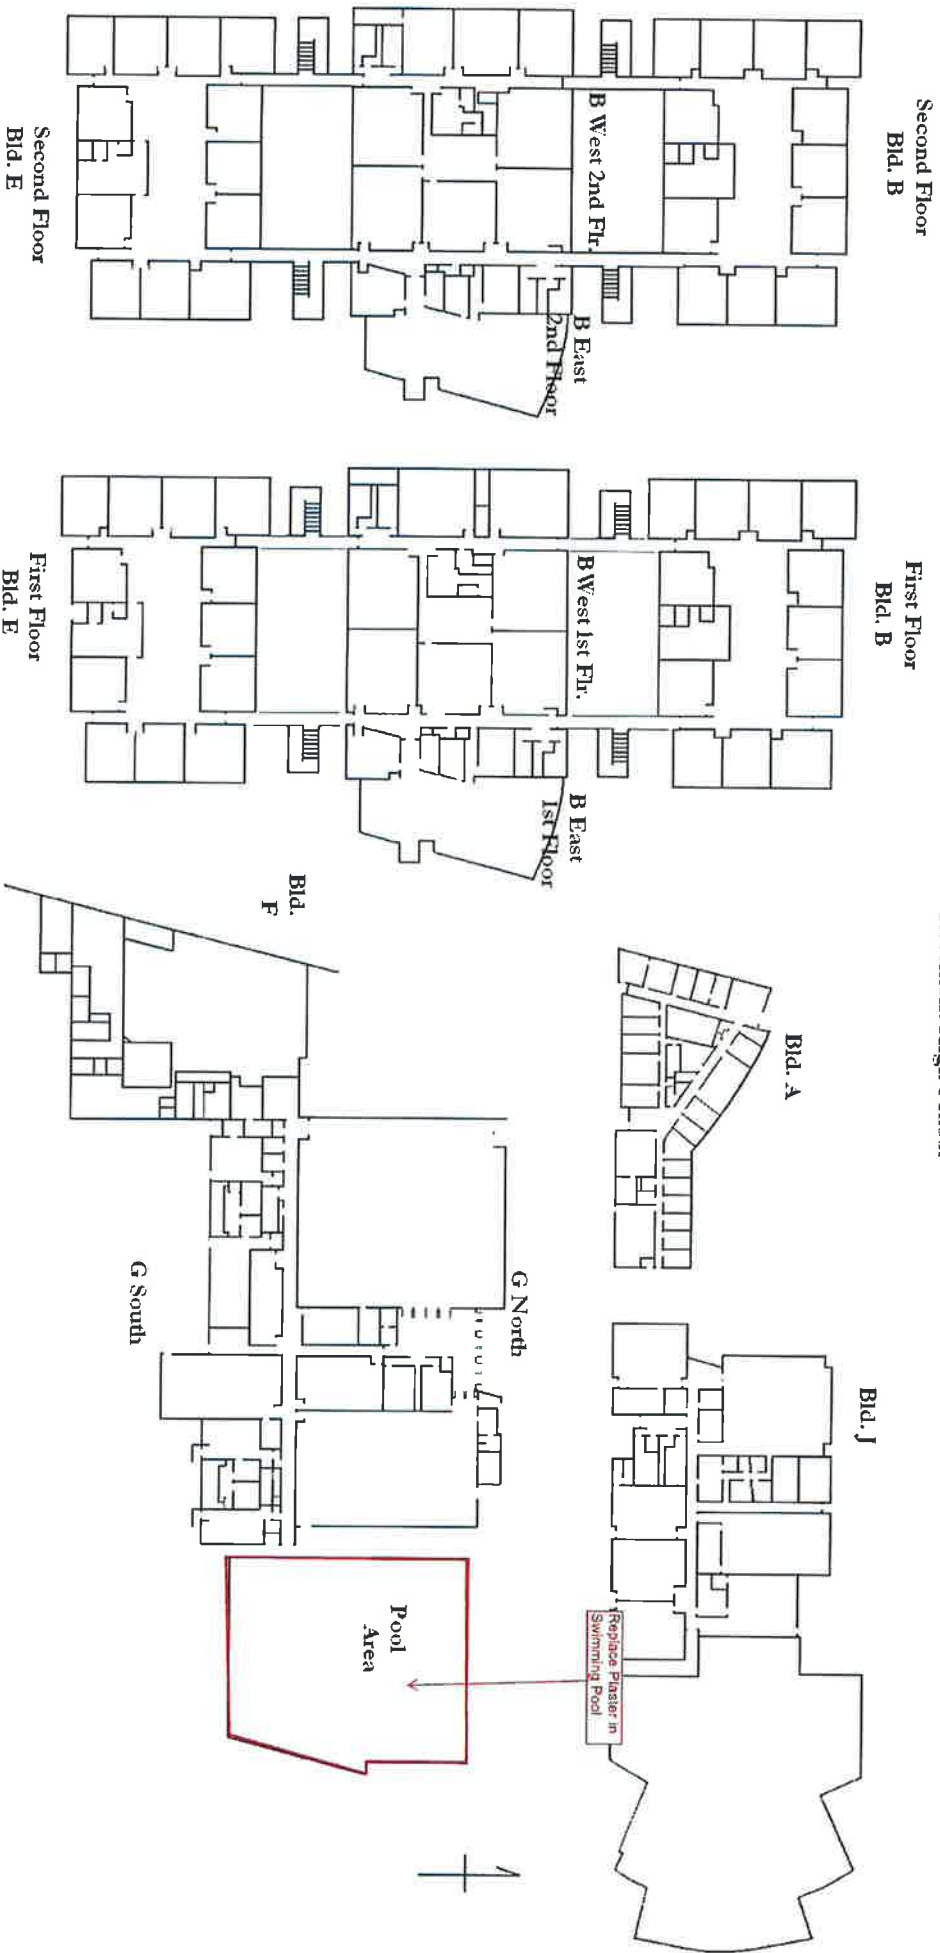 Second Floor
Bld. B
B West 2nd Flr.
B East
2nd Floor
Second Floor
Bld. E
First Floor
Bld. B
B West 1st Flr.
B East
1st Floor
First Floor
Bld. E
Bld. A
Bld.
F
Bld. J
G North
G South
Replace Plaster in
Swimming Pool
Pool
Area